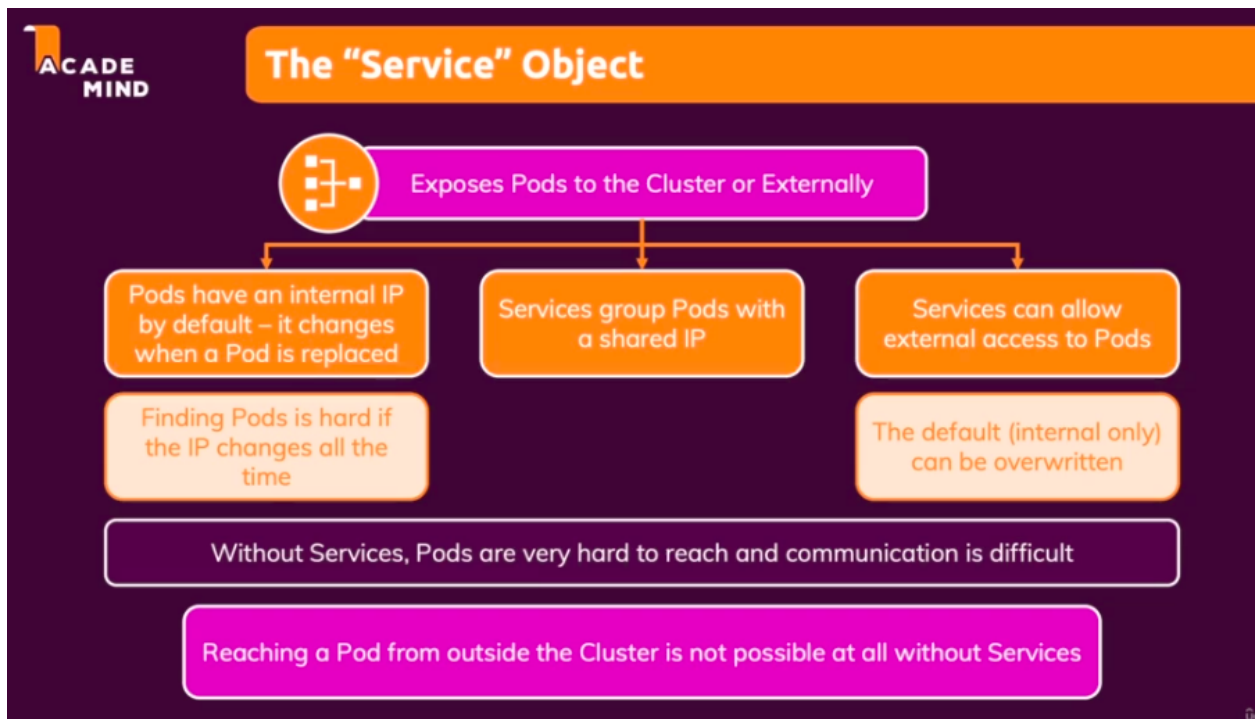 ACADE
MIND
The “Service” Object
Exposes Pods to the Cluster or Externally
Pods have an internal IP
by default – it changes
when a Pod is replaced
Services group Pods with
a shared IP
Services can allow
external access to Pods
Finding Pods is hard if
the IP changes all the
time
The default (internal only)
can be overwritten
Without Services, Pods are very hard to reach and communication is difficult
Reaching a Pod from outside the Cluster is not possible at all without Services